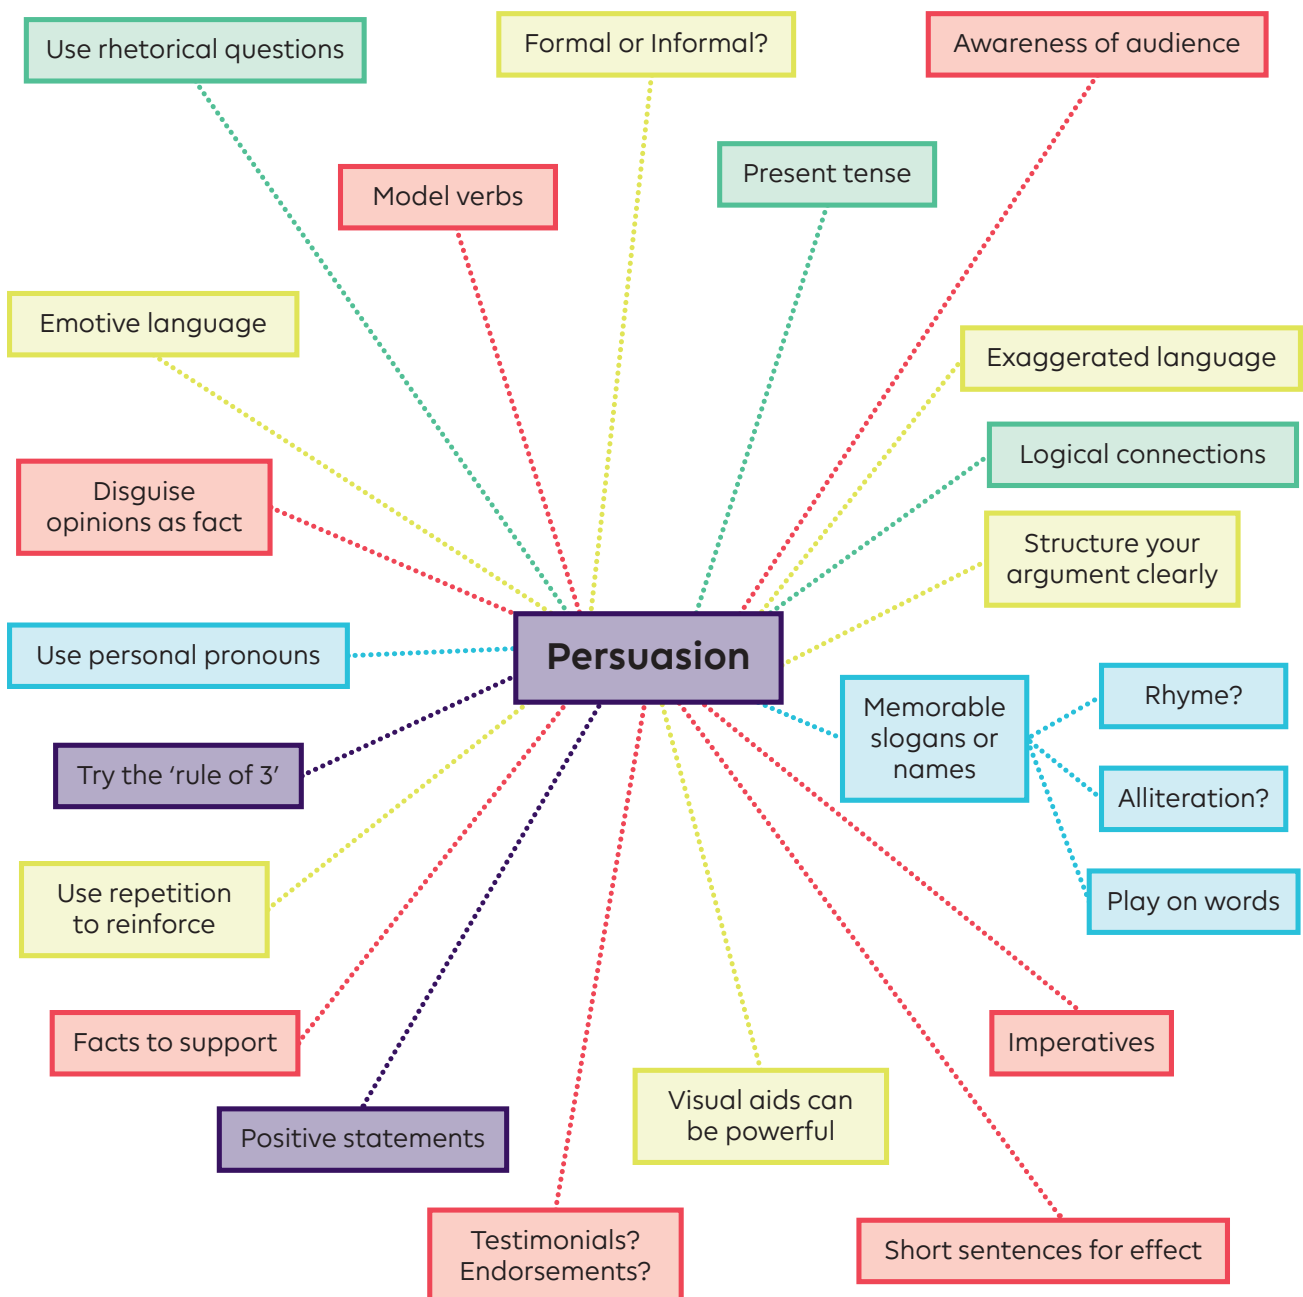 Use rhetorical questions
Formal or Informal?
Awareness of audience
Model verbs
Present tense
Emotive language
Exaggerated language
Logical connections
Disguise
opinions as fact
Structure your
argument clearly
Use personal pronouns
Persuasion
Memorable
slogans or
names
Rhyme?
Try the ‘rule of 3’
Alliteration?
Use repetition
to reinforce
Play on words
Facts to support
Imperatives
Positive statements
Visual aids can
be powerful
Testimonials?
Endorsements?
Short sentences for effect